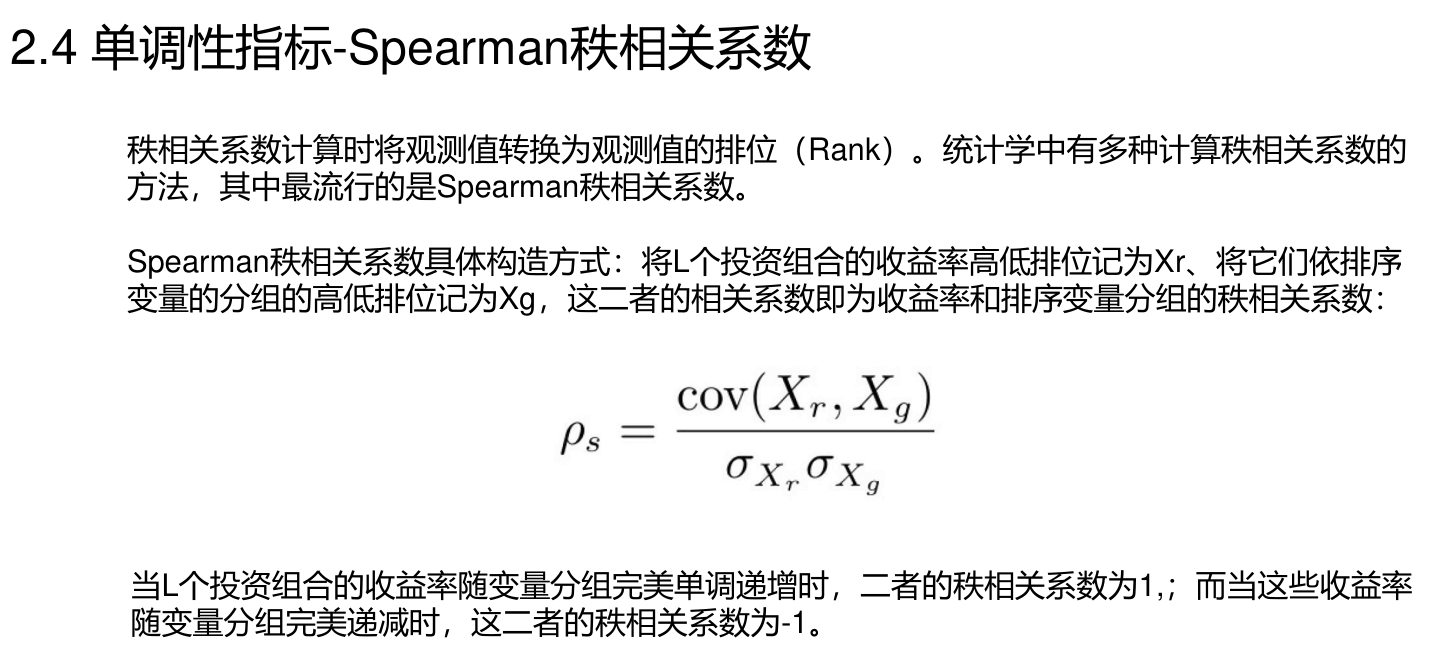 2.4 单调性指标-Spearman秩相关系数
秩相关系数计算时将观测值转换为观测值的排位（Rank）。统计学中有多种计算秩相关系数的
方法，其中最流行的是Spearman秩相关系数。
Spearman秩相关系数具体构造方式：将L个投资组合的收益率高低排位记为Xr、将它们依排序
变量的分组的高低排位记为Xg，这二者的相关系数即为收益率和排序变量分组的秩相关系数：
ρ_s = cov(X_r, X_g) / σ_{X_r} σ_{X_g}
当L个投资组合的收益率随变量分组完美单调递增时，二者的秩相关系数为1,；而当这些收益率
随变量分组完美递减时，这二者的秩相关系数为-1。